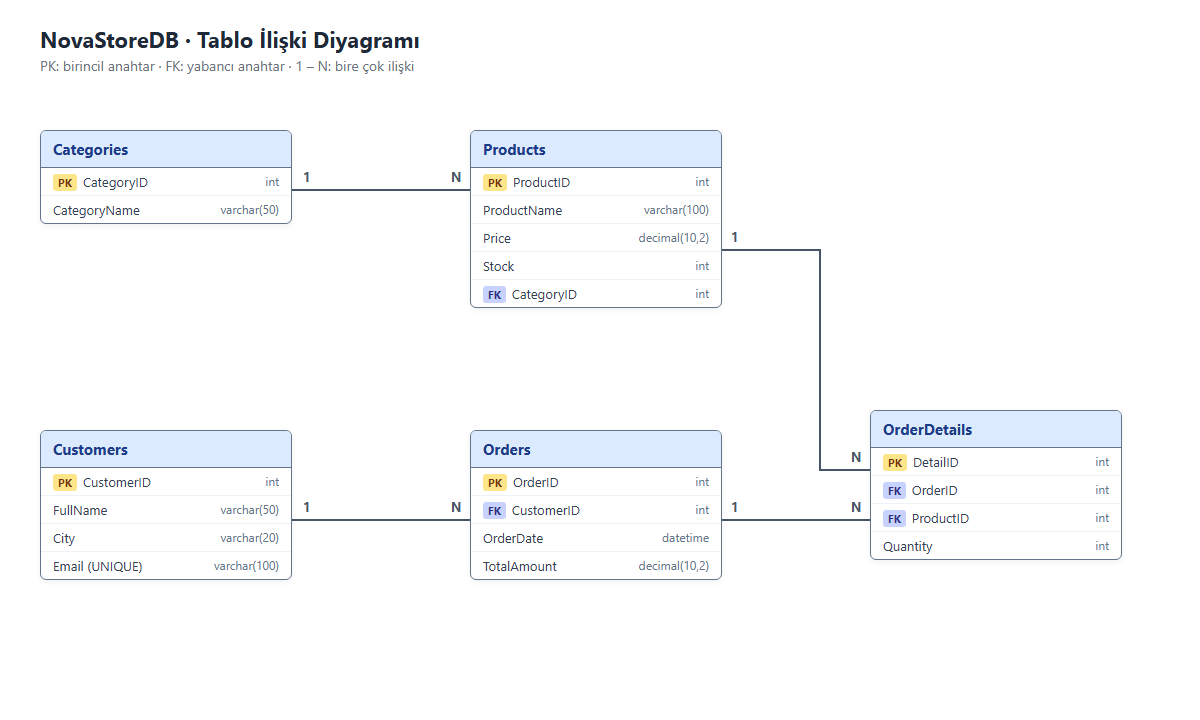 NovaStoreDB · Tablo İlişki Diyagramı
PK: birincil anahtar · FK: yabancı anahtar · 1 – N: bire çok ilişki
Categories
PK CategoryID int
CategoryName varchar(50)
1 N
Products
PK ProductID int
ProductName varchar(100)
Price decimal(10,2)
Stock int
FK CategoryID int
1 N
Customers
PK CustomerID int
FullName varchar(50)
City varchar(20)
Email (UNIQUE) varchar(100)
1 N
Orders
PK OrderID int
FK CustomerID int
OrderDate datetime
TotalAmount decimal(10,2)
1 N
OrderDetails
PK DetailID int
FK OrderID int
FK ProductID int
Quantity int